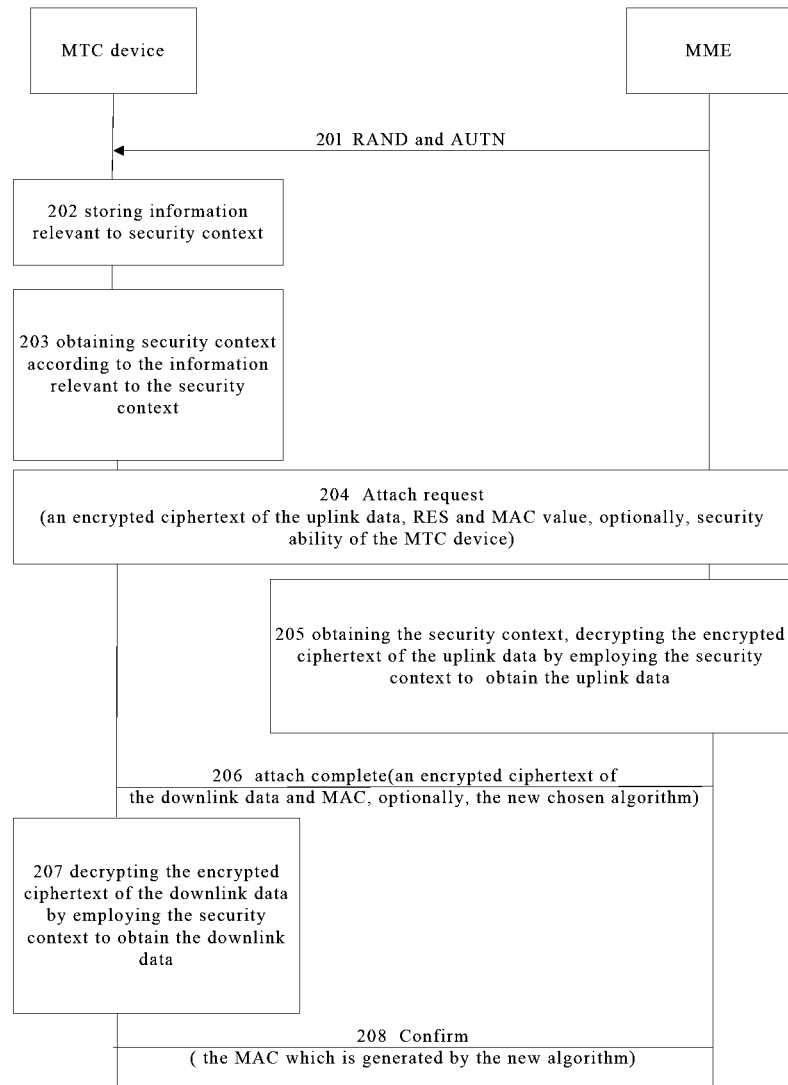 MTC device
MME
201 RAND and AUTN
202 storing information
relevant to security context
203 obtaining security context
according to the information
relevant to the security
context
204 Attach request
(an encrypted ciphertext of the uplink data, RES and MAC value, optionally, security
ability of the MTC device)
205 obtaining the security context, decrypting the encrypted
ciphertext of the uplink data by employing the security
context to obtain the uplink data
206 attach complete(an encrypted ciphertext of
the downlink data and MAC, optionally, the new chosen algorithm)
207 decrypting the encrypted
ciphertext of the downlink data
by employing the security
context to obtain the downlink
data
208 Confirm
( the MAC which is generated by the new algorithm)